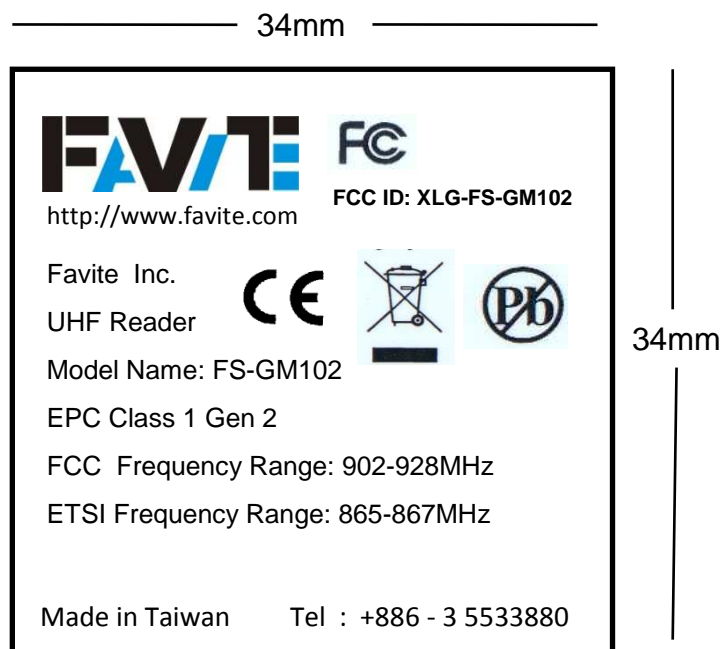 34mm
FAVITE
FC
http://www.favite.com
FCC ID: XLG-FS-GM102
Favite Inc.
CE
Pb
UHF Reader
34mm
Model Name: FS-GM102
EPC Class 1 Gen 2
FCC Frequency Range: 902-928MHz
ETSI Frequency Range: 865-867MHz
Made in Taiwan Tel : +886 - 3 5533880